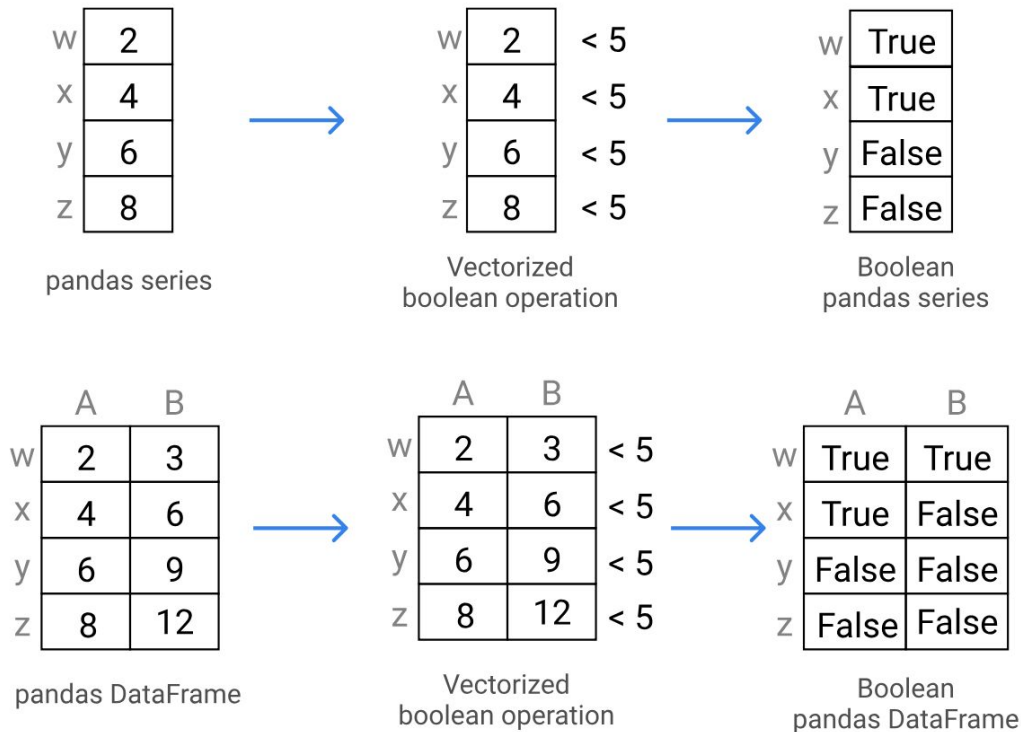 w 2 w 2 < 5 w True
x 4 x 4 < 5 x True
y 6 y 6 < 5 y False
z 8 z 8 < 5 z False
pandas series
Vectorized
boolean operation
Boolean
pandas series
A B A B A B
w 2 3 w 2 3 < 5 w True True
x 4 6 x 4 6 < 5 x True False
y 6 9 y 6 9 < 5 y False False
z 8 12 z 8 12 < 5 z False False
pandas DataFrame
Vectorized
boolean operation
Boolean
pandas DataFrame